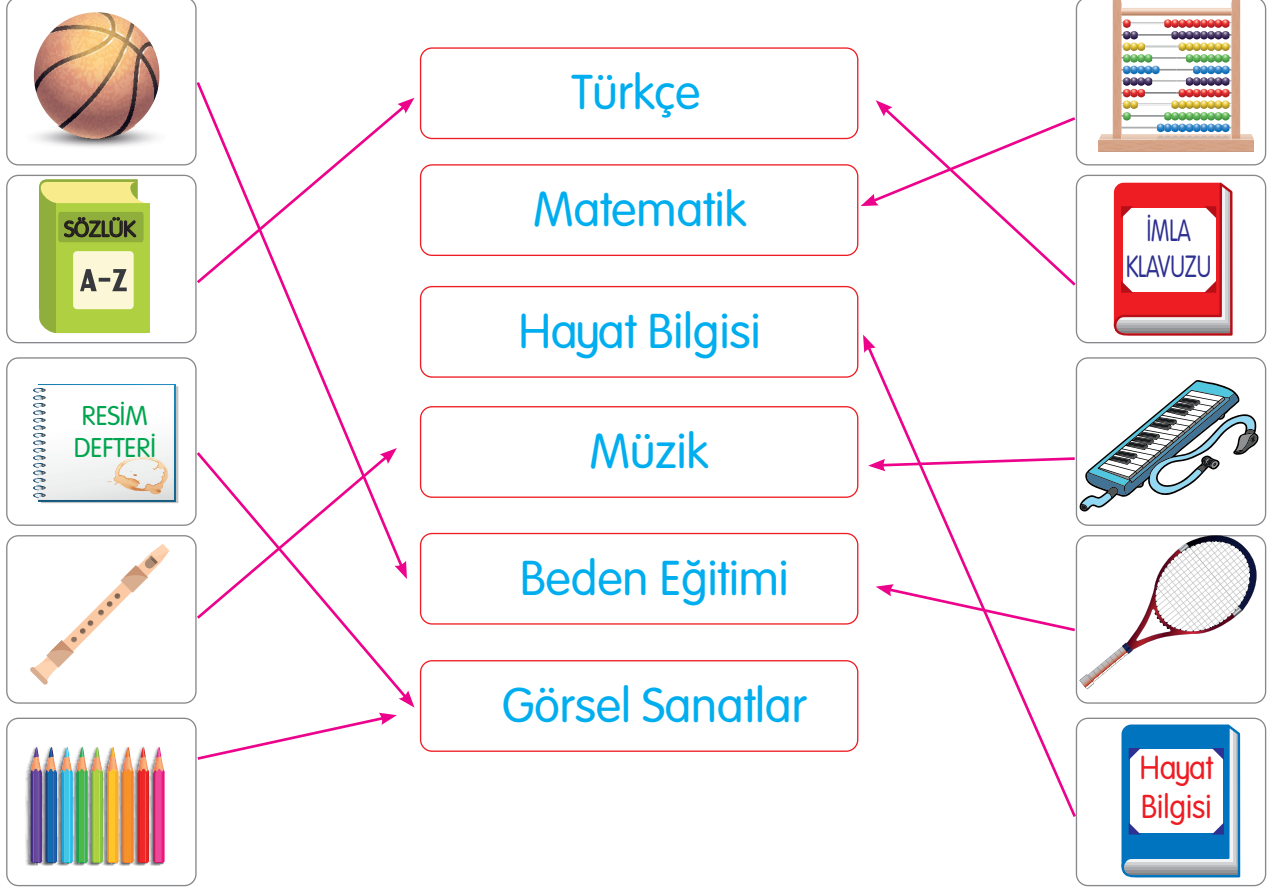 SÖZLÜK
A-Z
RESİM
DEFTERİ
Türkçe
Matematik
Hayat Bilgisi
Müzik
Beden Eğitimi
Görsel Sanatlar
İMLA
KLAVUZU
Hayat
Bilgisi